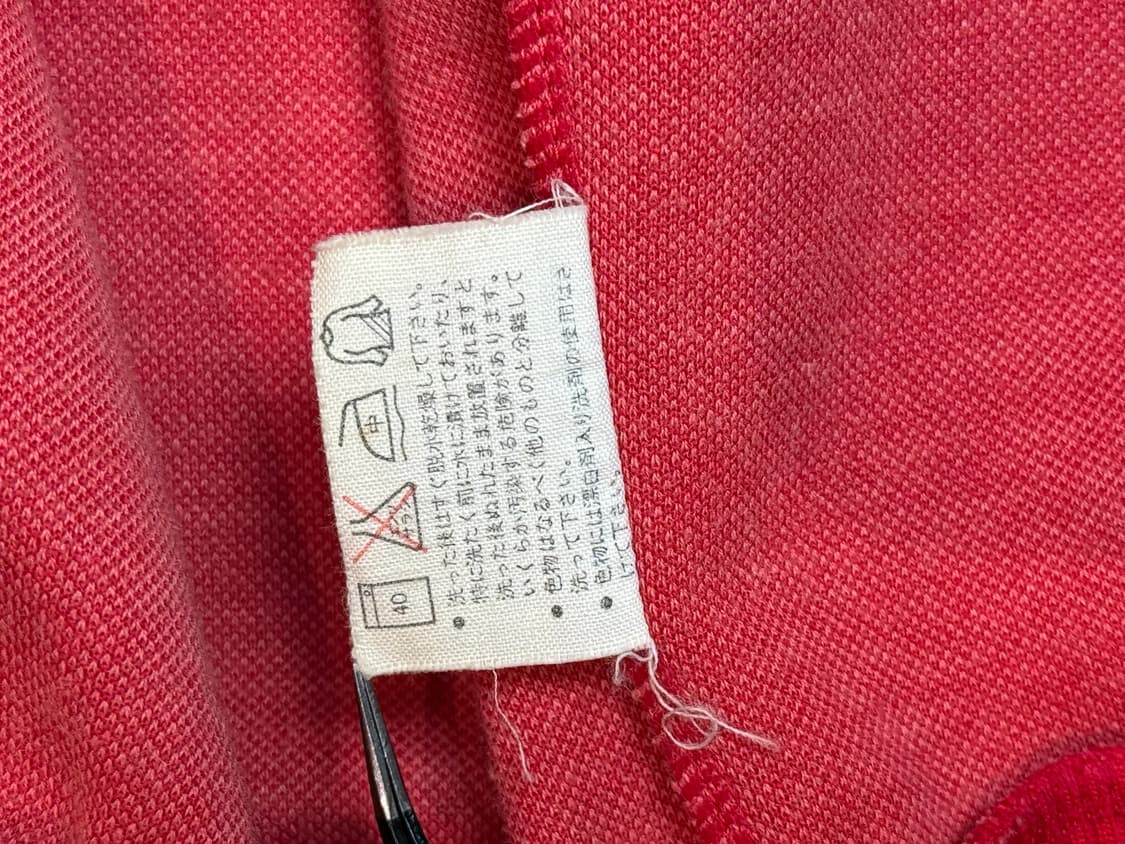 40
エンソ
中
●洗った後はすぐ脱水乾燥して下さい。
特に洗たく前に水に漬けておいたり、
洗った後ぬれたまま放置されますと
いくらか汚染する危険があります。
●色物はなるべく他のものと分離して
洗って下さい。
●色物には漂白剤入り洗剤の使用はさ
けて下さい。